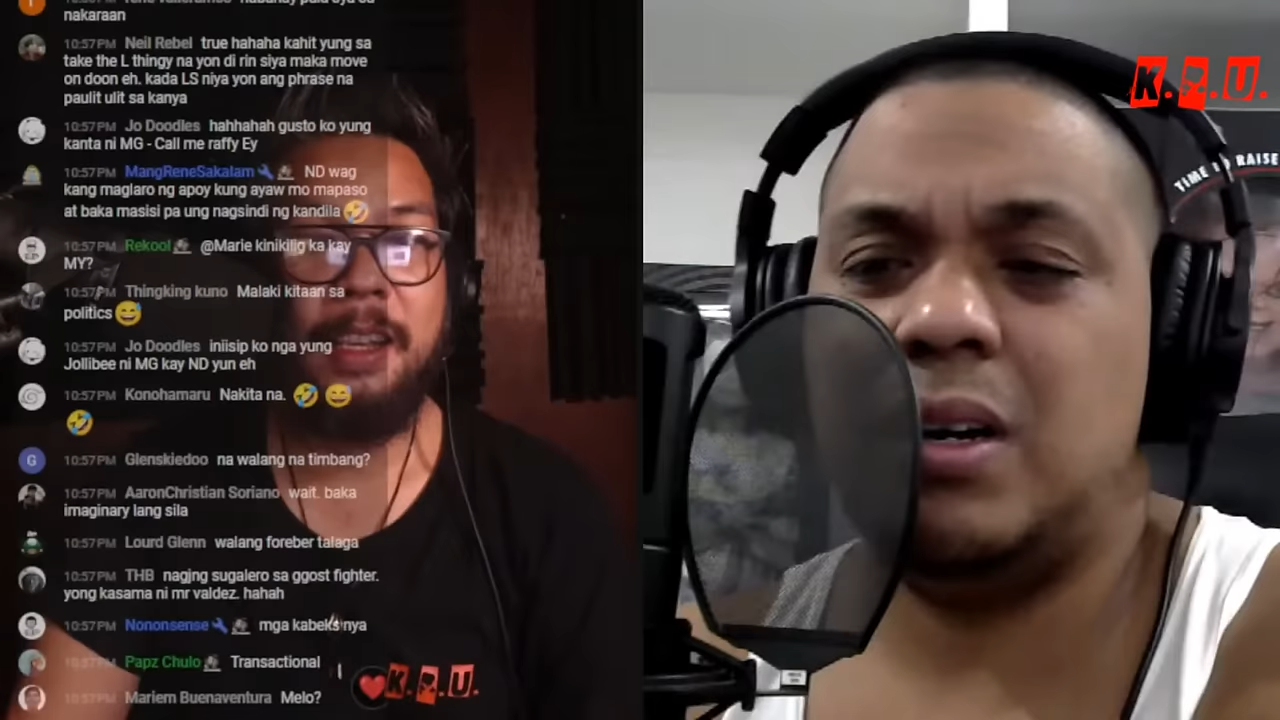 nakaraan
10:57PM Neil Rebel true hahaha kahit yung sa
take the L thingy na yon di rin siya maka move
on doon eh. kada LS niya yon ang phrase na
paulit ulit sa kanya
10:57PM Jo Doodles hahhahah gusto ko yung
kanta ni MG - Call me raffy Ey
10:57PM MangReneSakalam🔧 ND wag
kang maglaro ng apoy kung ayaw mo mapaso
at baka masisi pa ung nagsindi ng kandila🤣
10:57PM Rekool @Marie kinikilig ka kay
MY?
10:57PM Thingking kuno Malaki kitaan sa
politics😅
10:57PM Jo Doodles iniisip ko nga yung
Jollibee ni MG kay ND yun eh
10:57PM Konohamaru Nakita na. 🤣 😅
🤣
G 10:57PM Glenskiedoo na walang na timbang?
10:57PM AaronChristian Soriano wait. baka
imaginary lang sila
10:57PM Lourd Glenn walang foreber talaga
10:57PM THB nagjng sugalero sa ggost fighter.
yong kasama ni mr valdez. hahah
10:57PM Nononsense🔧 mga kabeks nya
10:57PM Papz Chulo Transactional
10:57PM Mariem Buenaventura Melo?
K.P.U.
K.P.U.
RAISE